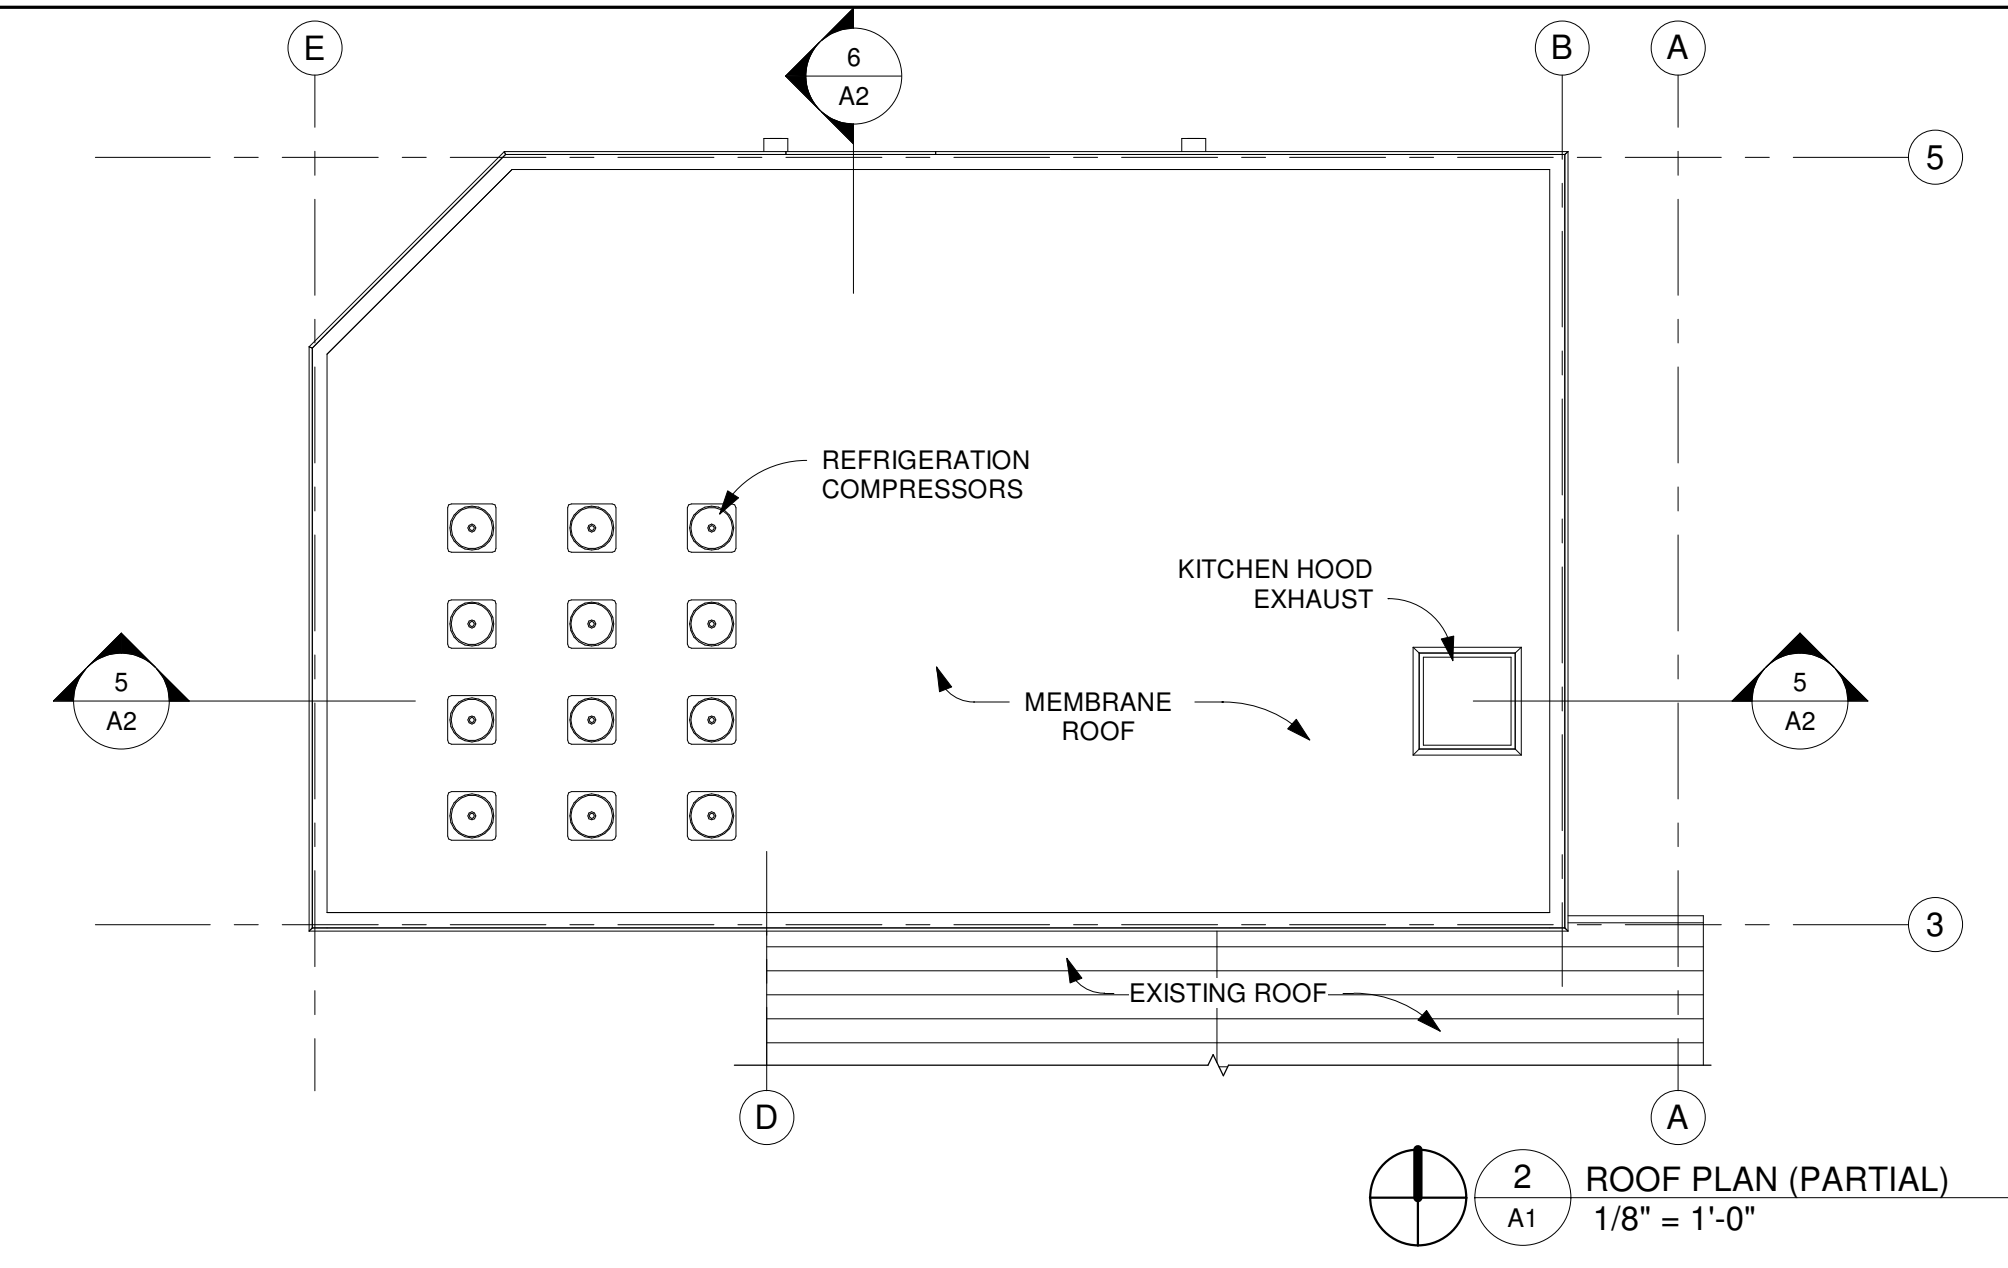 E
6
A2
B
A
5
REFRIGERATION
COMPRESSORS
KITCHEN HOOD
EXHAUST
5
A2
MEMBRANE
ROOF
5
A2
3
EXISTING ROOF
D
A
2
A1
ROOF PLAN (PARTIAL)
1/8" = 1'-0"